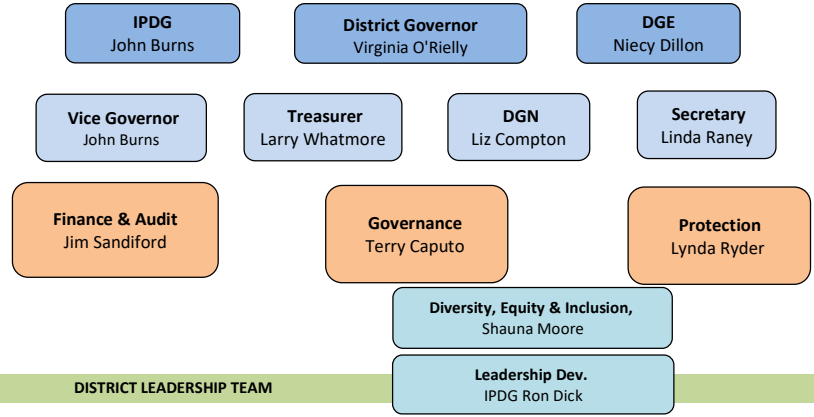 IPDG
John Burns
District Governor
Virginia O'Rielly
DGE
Niecy Dillon
Vice Governor
John Burns
Treasurer
Larry Whatmore
DGN
Liz Compton
Secretary
Linda Raney
Finance & Audit
Jim Sandiford
Governance
Terry Caputo
Protection
Lynda Ryder
Diversity, Equity & Inclusion,
Shauna Moore
DISTRICT LEADERSHIP TEAM
Leadership Dev.
IPDG Ron Dick